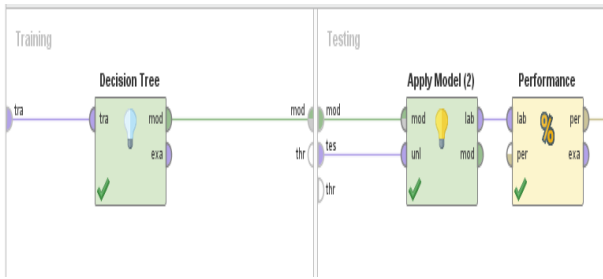 Training
Testing
Decision Tree
tra
tra
mod
exa
mod
thr
Apply Model (2)
mod
tes
thr
mod
unl
lab
mod
Performance
lab
per
%
per
exa